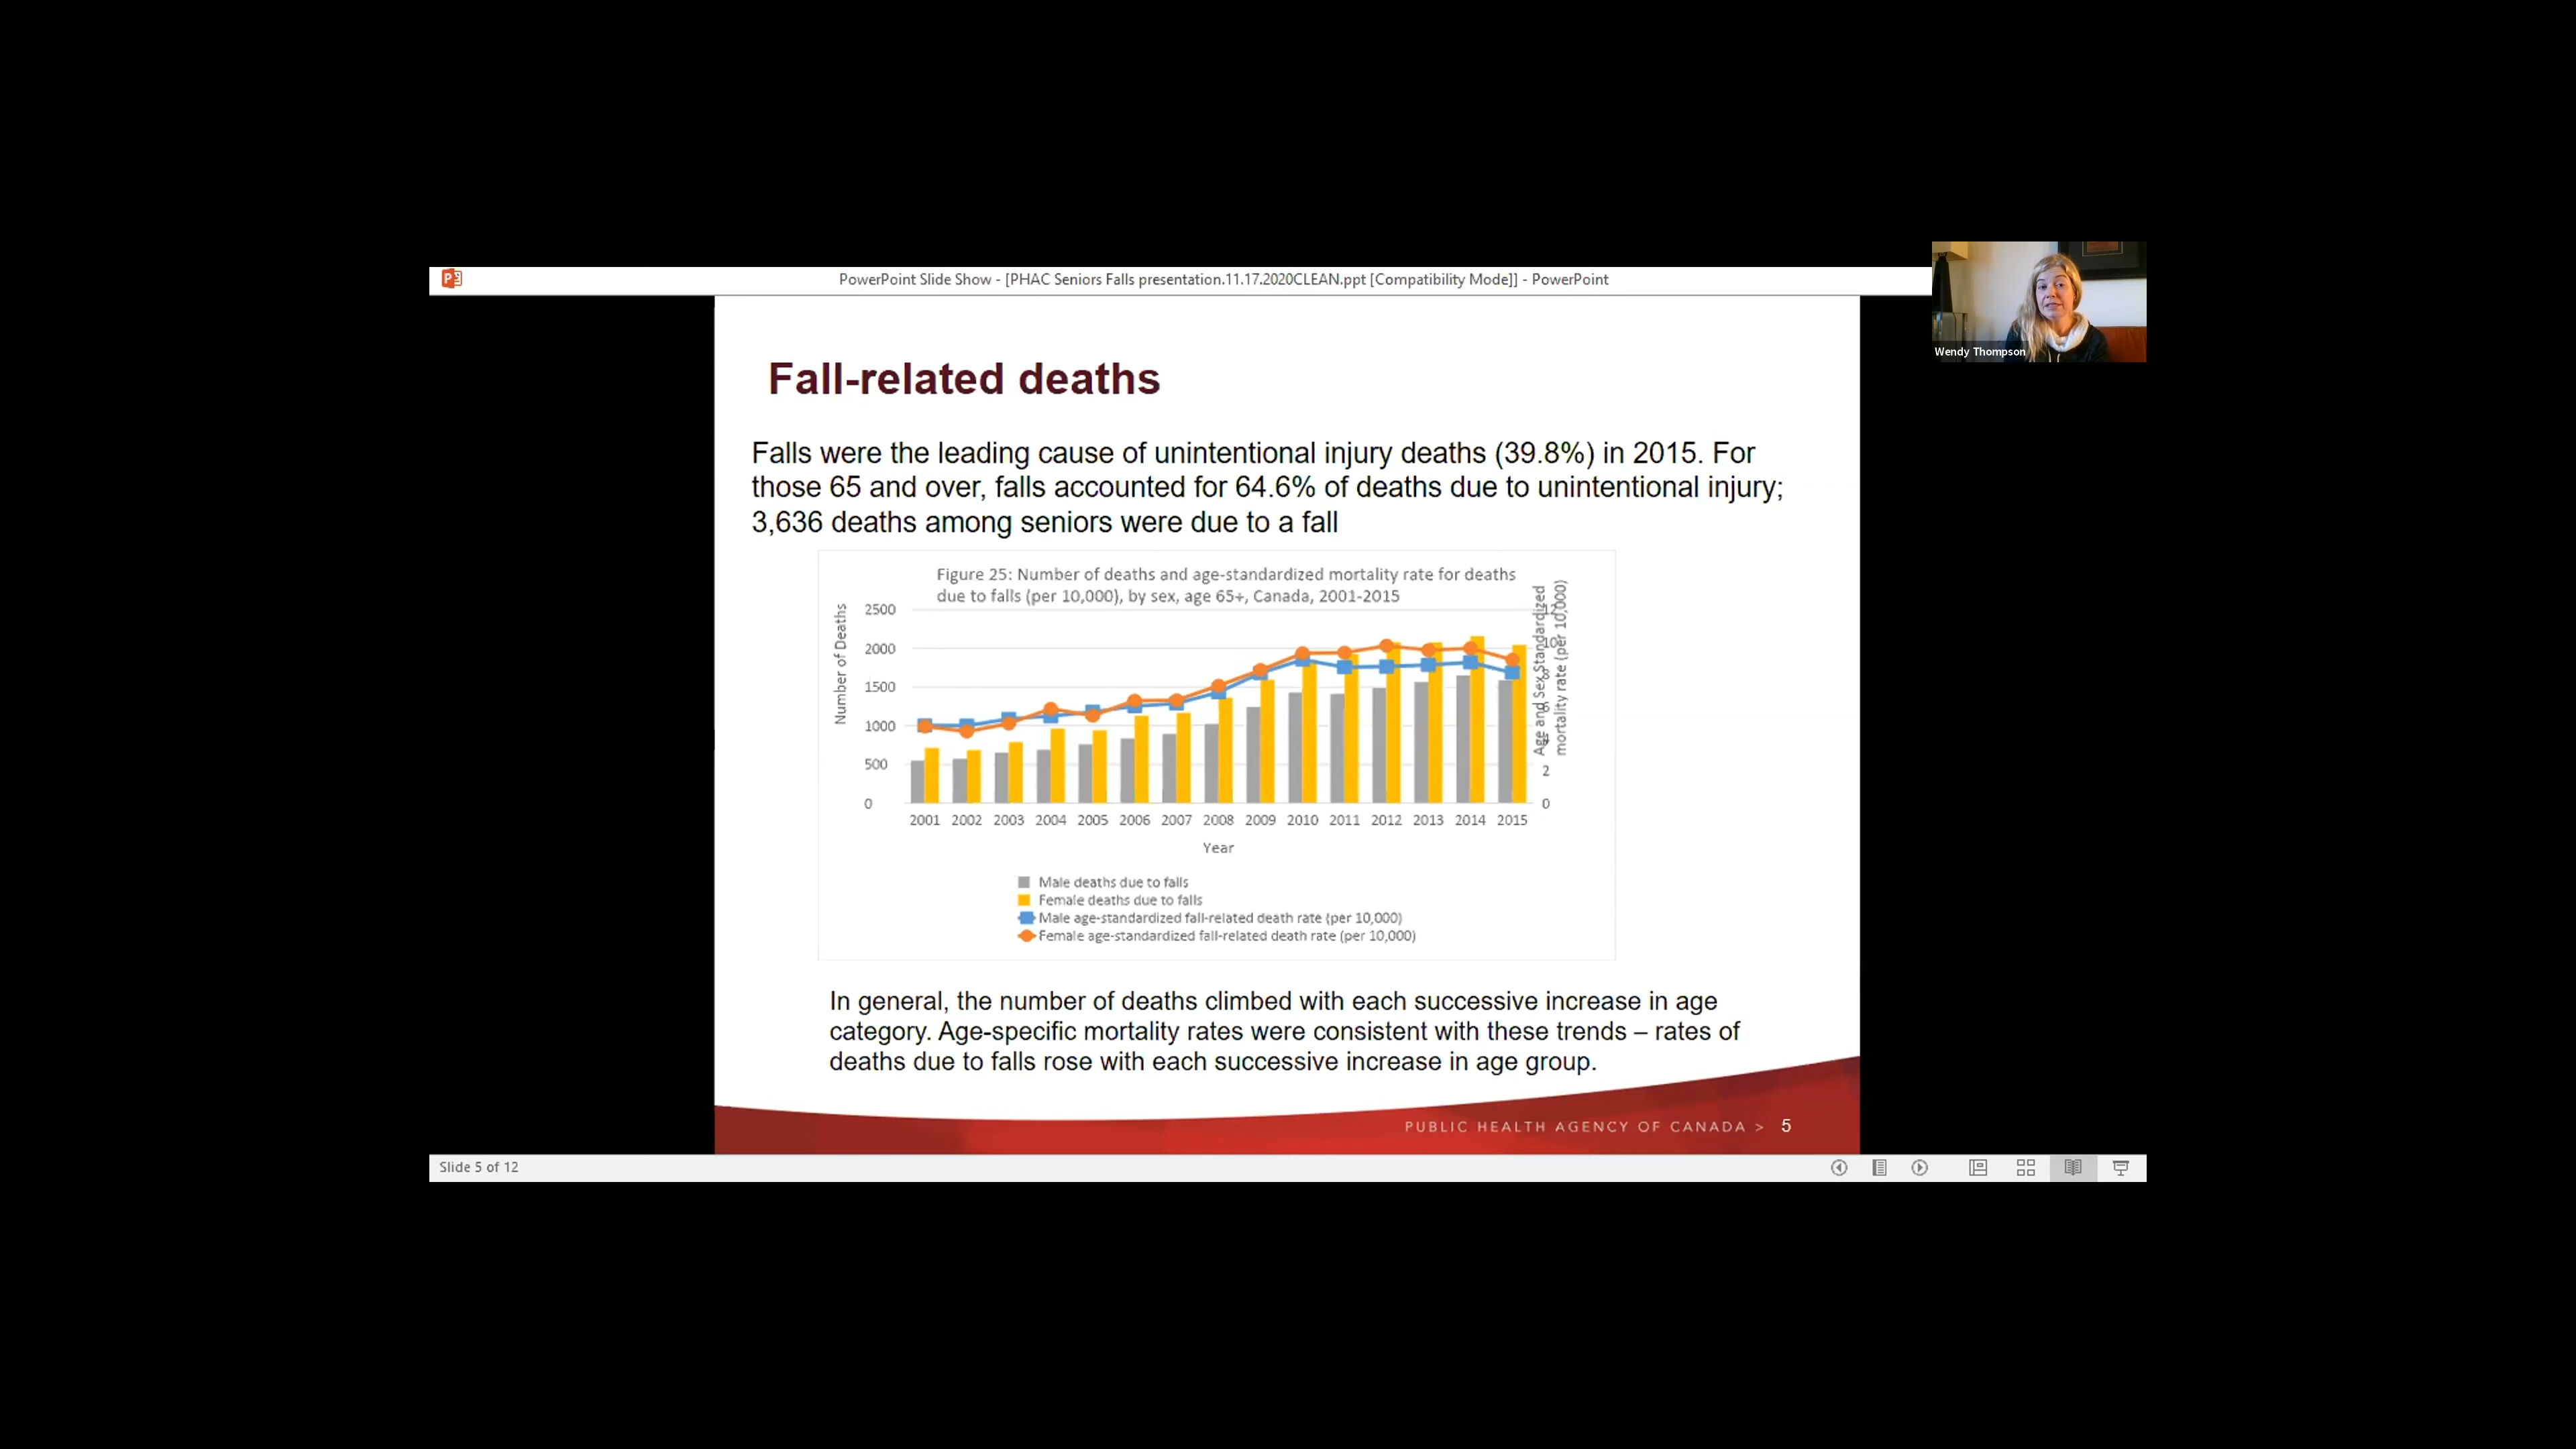 PowerPoint Slide Show - [PHAC Seniors Falls presentation.11.17.2020CLEAN.ppt [Compatibility Mode]] - PowerPoint
Wendy Thompson
Fall-related deaths
Falls were the leading cause of unintentional injury deaths (39.8%) in 2015. For
those 65 and over, falls accounted for 64.6% of deaths due to unintentional injury;
3,636 deaths among seniors were due to a fall
Figure 25: Number of deaths and age-standardized mortality rate for deaths
due to falls (per 10,000), by sex, age 65+, Canada, 2001-2015
Number of Deaths
2500
2000
1500
1000
500
0
Age and Sex Standardized
mortality rate (per 10,000)
12
10
8
6
4
2
0
2001 2002 2003 2004 2005 2006 2007 2008 2009 2010 2011 2012 2013 2014 2015
Year
Male deaths due to falls
Female deaths due to falls
Male age-standardized fall-related death rate (per 10,000)
Female age-standardized fall-related death rate (per 10,000)
In general, the number of deaths climbed with each successive increase in age
category. Age-specific mortality rates were consistent with these trends – rates of
deaths due to falls rose with each successive increase in age group.
PUBLIC HEALTH AGENCY OF CANADA > 5
Slide 5 of 12